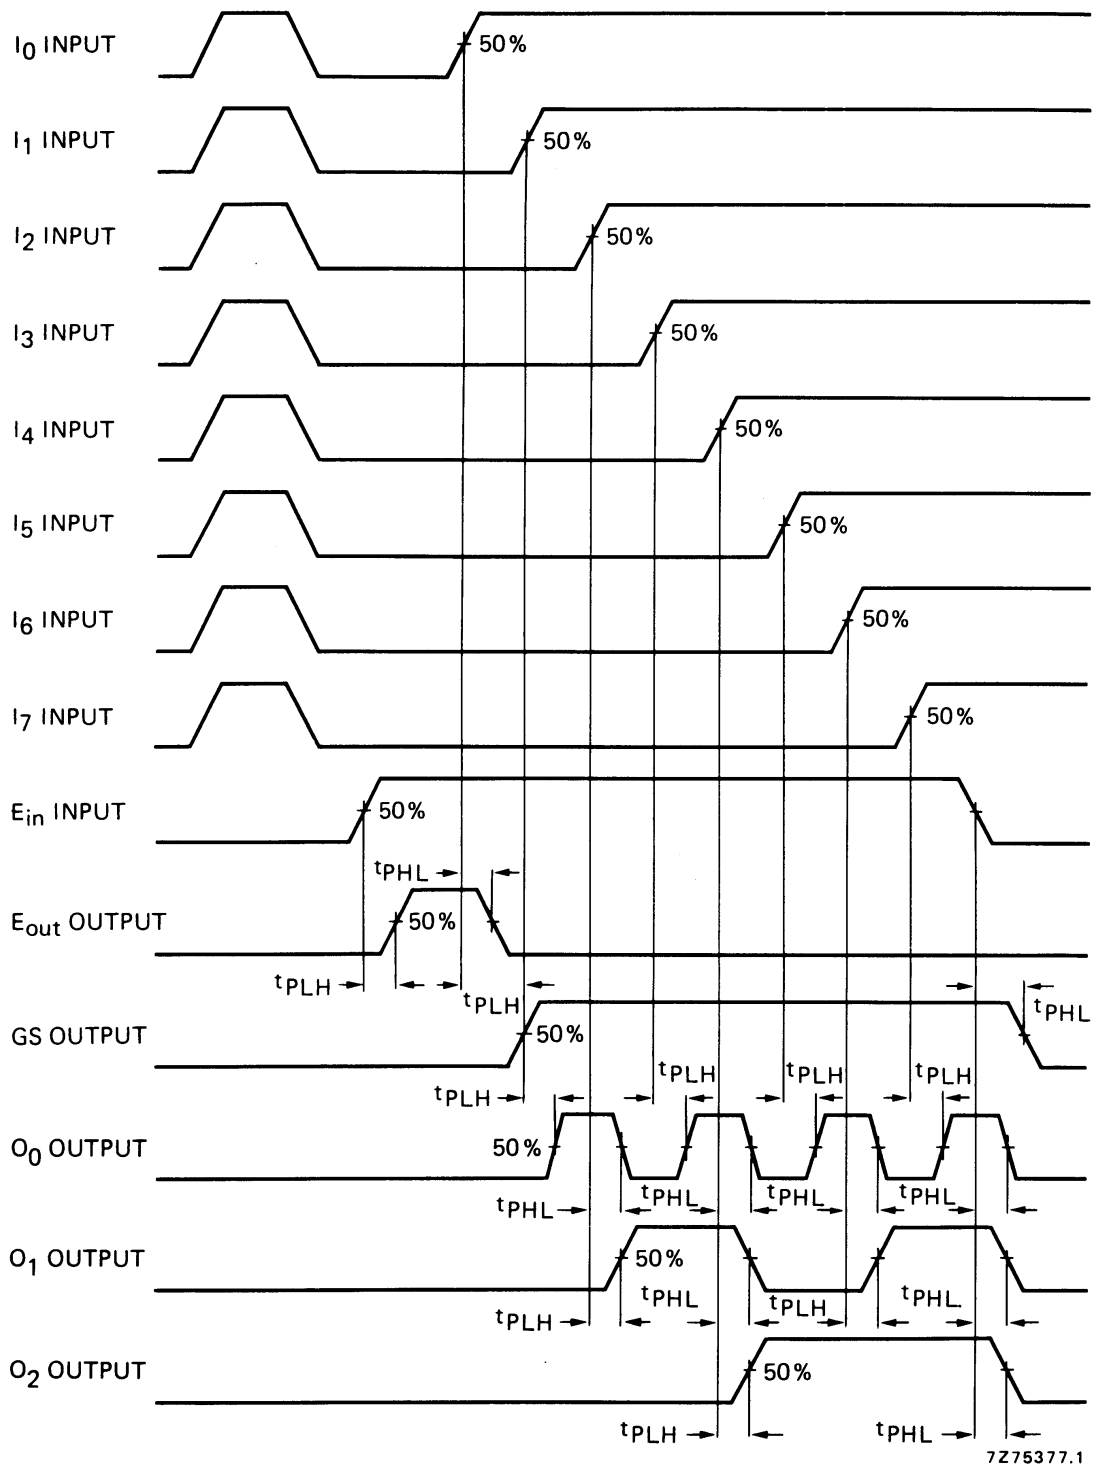 I0 INPUT
50%
I1 INPUT
50%
I2 INPUT
50%
I3 INPUT
50%
I4 INPUT
50%
I5 INPUT
50%
I6 INPUT
50%
I7 INPUT
50%
Ein INPUT
50%
tPHL
Eout OUTPUT
50%
tPLH
tPLH
tPHL
GS OUTPUT
50%
tPLH
tPLH
tPLH
tPLH
O0 OUTPUT
50%
tPHL
tPHL
tPHL
tPHL
O1 OUTPUT
50%
tPHL
tPLH
tPHL
tPLH
O2 OUTPUT
50%
tPLH
tPHL
7Z75377.1